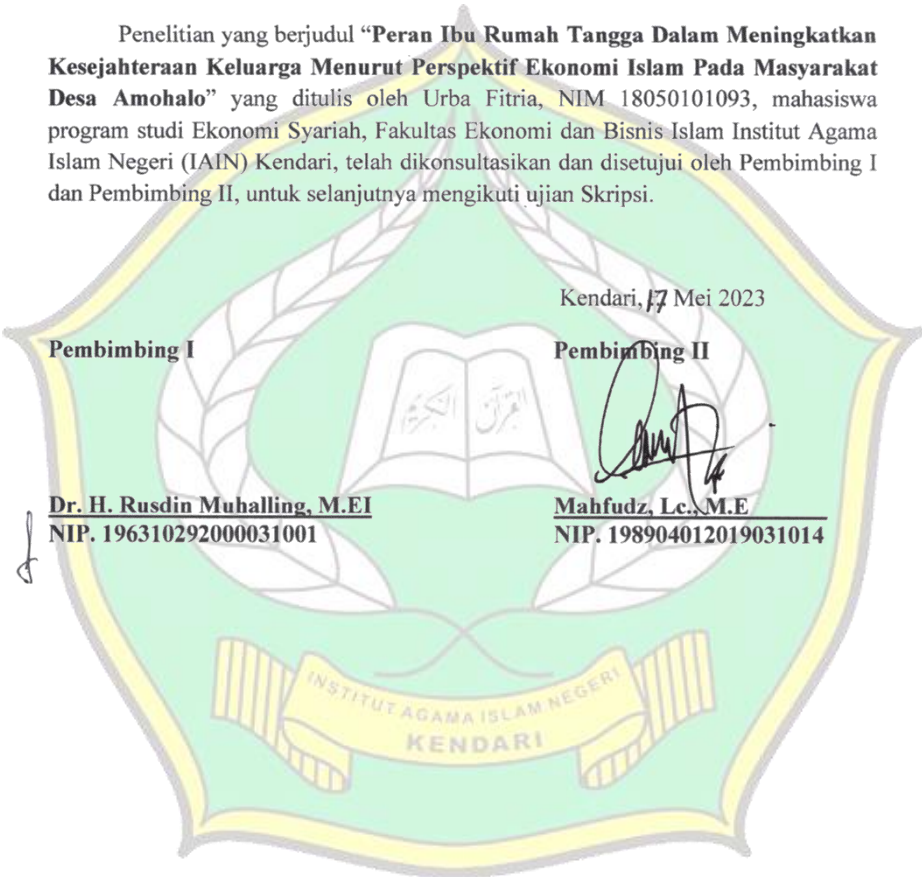 Penelitian yang berjudul “Peran Ibu Rumah Tangga Dalam Meningkatkan
Kesejahteraan Keluarga Menurut Perspektif Ekonomi Islam Pada Masyarakat
Desa Amohalo” yang ditulis oleh Urba Fitria, NIM 18050101093, mahasiswa
program studi Ekonomi Syariah, Fakultas Ekonomi dan Bisnis Islam Institut Agama
Islam Negeri (IAIN) Kendari, telah dikonsultasikan dan disetujui oleh Pembimbing I
dan Pembimbing II, untuk selanjutnya mengikuti ujian Skripsi.
Kendari, 17 Mei 2023
Pembimbing I
Pembimbing II
القرآن
الكريم
Dr. H. Rusdin Muhalling, M.EI
NIP. 196310292000031001
Mahfudz, Lc., M.E
NIP. 198904012019031014
INSTITUT AGAMA ISLAM NEGERI
KENDARI